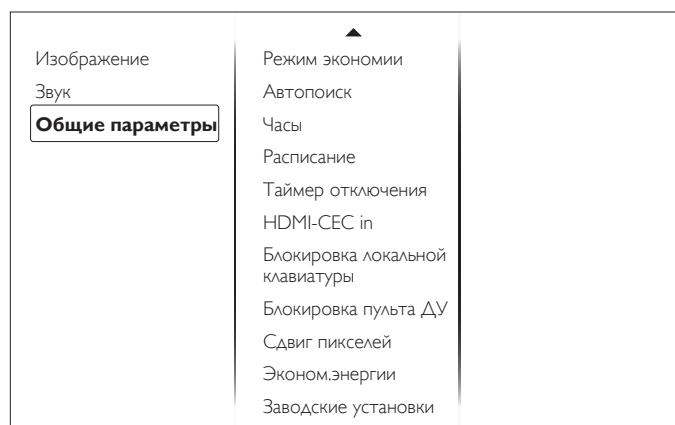 Изображение
Звук
Общие параметры
Режим экономии
Автопоиск
Часы
Расписание
Таймер отключения
HDMI-CEC in
Блокировка локальной
клавиатуры
Блокировка пульта ДУ
Сдвиг пикселей
Эконом.энергии
Заводские установки